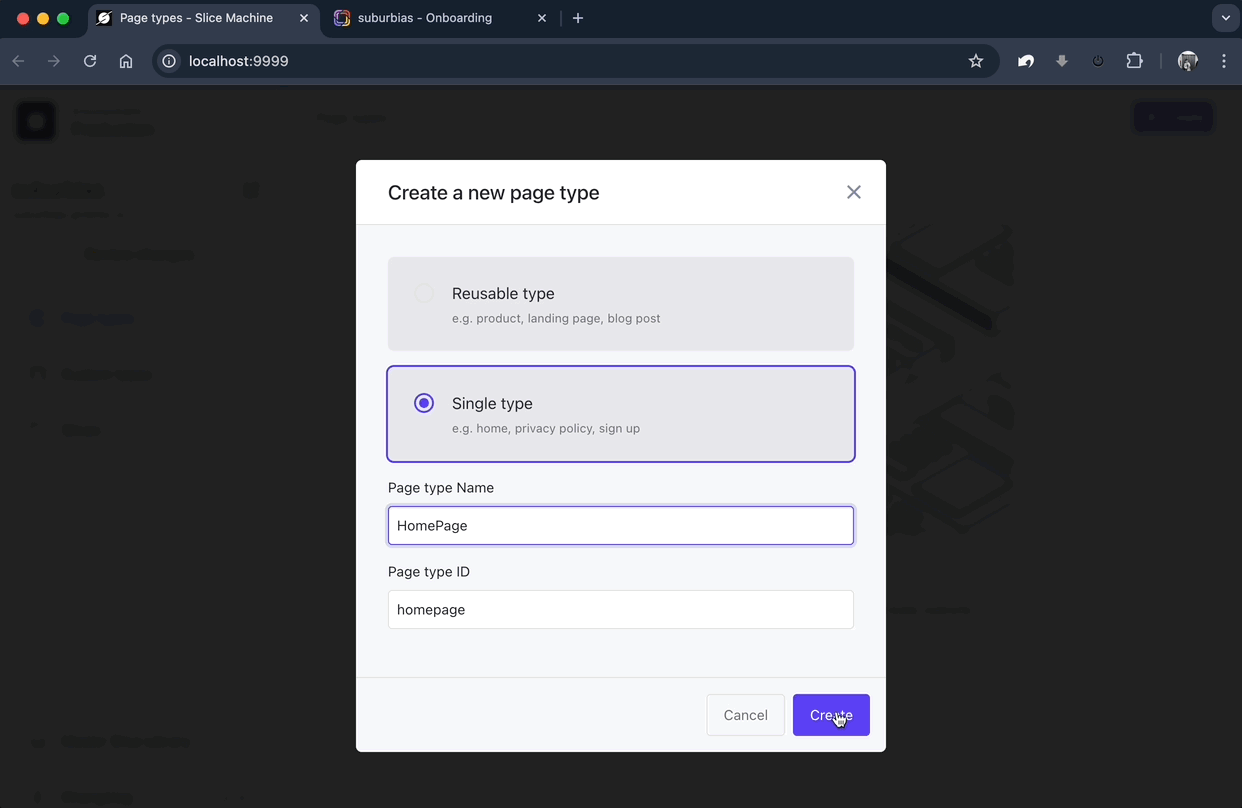 Page types - Slice Machine
suburbias - Onboarding
localhost:9999
Create a new page type
Reusable type
e.g. product, landing page, blog post
Single type
e.g. home, privacy policy, sign up
Page type Name
HomePage
Page type ID
homepage
Cancel
Create